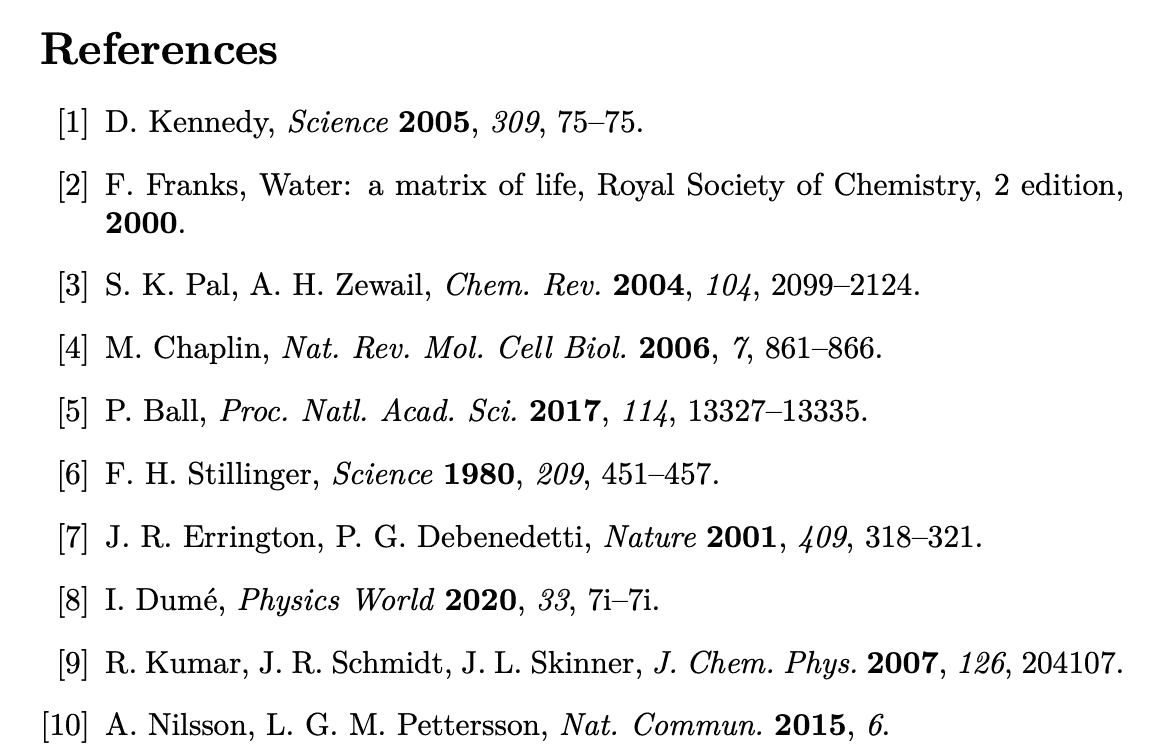 References
[1] D. Kennedy, Science 2005, 309, 75–75.
[2] F. Franks, Water: a matrix of life, Royal Society of Chemistry, 2 edition,
2000.
[3] S. K. Pal, A. H. Zewail, Chem. Rev. 2004, 104, 2099–2124.
[4] M. Chaplin, Nat. Rev. Mol. Cell Biol. 2006, 7, 861–866.
[5] P. Ball, Proc. Natl. Acad. Sci. 2017, 114, 13327–13335.
[6] F. H. Stillinger, Science 1980, 209, 451–457.
[7] J. R. Errington, P. G. Debenedetti, Nature 2001, 409, 318–321.
[8] I. Dumé, Physics World 2020, 33, 7i–7i.
[9] R. Kumar, J. R. Schmidt, J. L. Skinner, J. Chem. Phys. 2007, 126, 204107.
[10] A. Nilsson, L. G. M. Pettersson, Nat. Commun. 2015, 6.